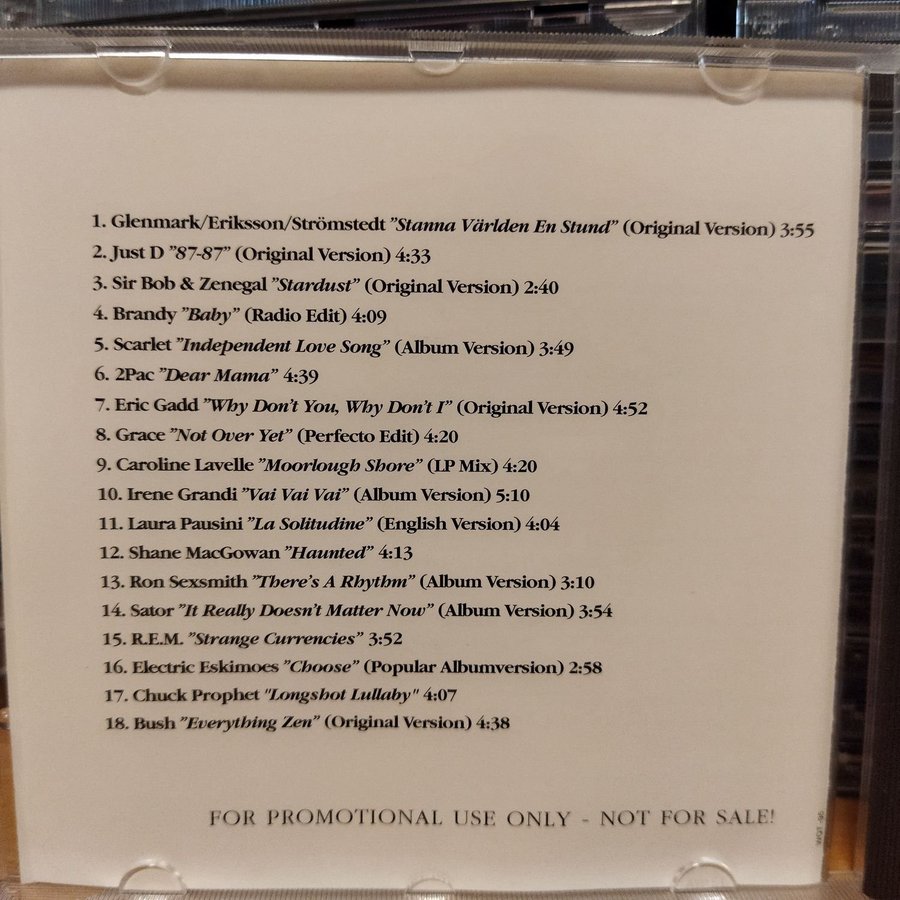 1. Glenmark/Eriksson/Strömstedt ”Stanna Världen En Stund” (Original Version) 3:55
2. Just D ”87-87” (Original Version) 4:33
3. Sir Bob & Zenegal ”Stardust” (Original Version) 2:40
4. Brandy ”Baby” (Radio Edit) 4:09
5. Scarlet ”Independent Love Song” (Album Version) 3:49
6. 2Pac ”Dear Mama” 4:39
7. Eric Gadd ”Why Don’t You, Why Don’t I” (Original Version) 4:52
8. Grace ”Not Over Yet” (Perfecto Edit) 4:20
9. Caroline Lavelle ”Moorlough Shore” (LP Mix) 4:20
10. Irene Grandi ”Vai Vai Vai” (Album Version) 5:10
11. Laura Pausini ”La Solitudine” (English Version) 4:04
12. Shane MacGowan ”Haunted” 4:13
13. Ron Sexsmith ”There’s A Rhythm” (Album Version) 3:10
14. Sator ”It Really Doesn’t Matter Now” (Album Version) 3:54
15. R.E.M. ”Strange Currencies” 3:52
16. Electric Eskimoes ”Choose” (Popular Albumversion) 2:58
17. Chuck Prophet "Longshot Lullaby" 4:07
18. Bush ”Everything Zen” (Original Version) 4:38
FOR PROMOTIONAL USE ONLY - NOT FOR SALE!